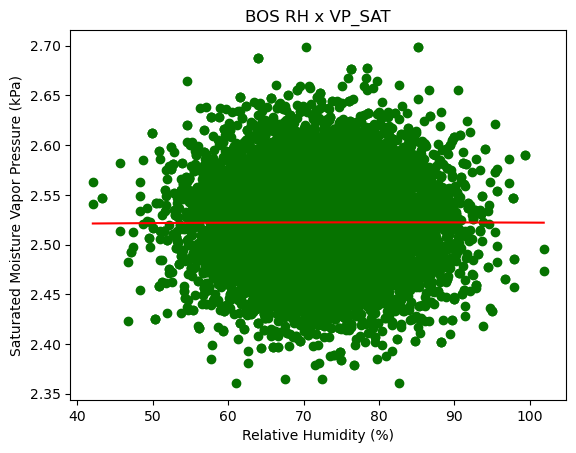 BOS RH x VP_SAT
Saturated Moisture Vapor Pressure (kPa)
2.70
2.65
2.60
2.55
2.50
2.45
2.40
2.35
40 50 60 70 80 90 100
Relative Humidity (%)